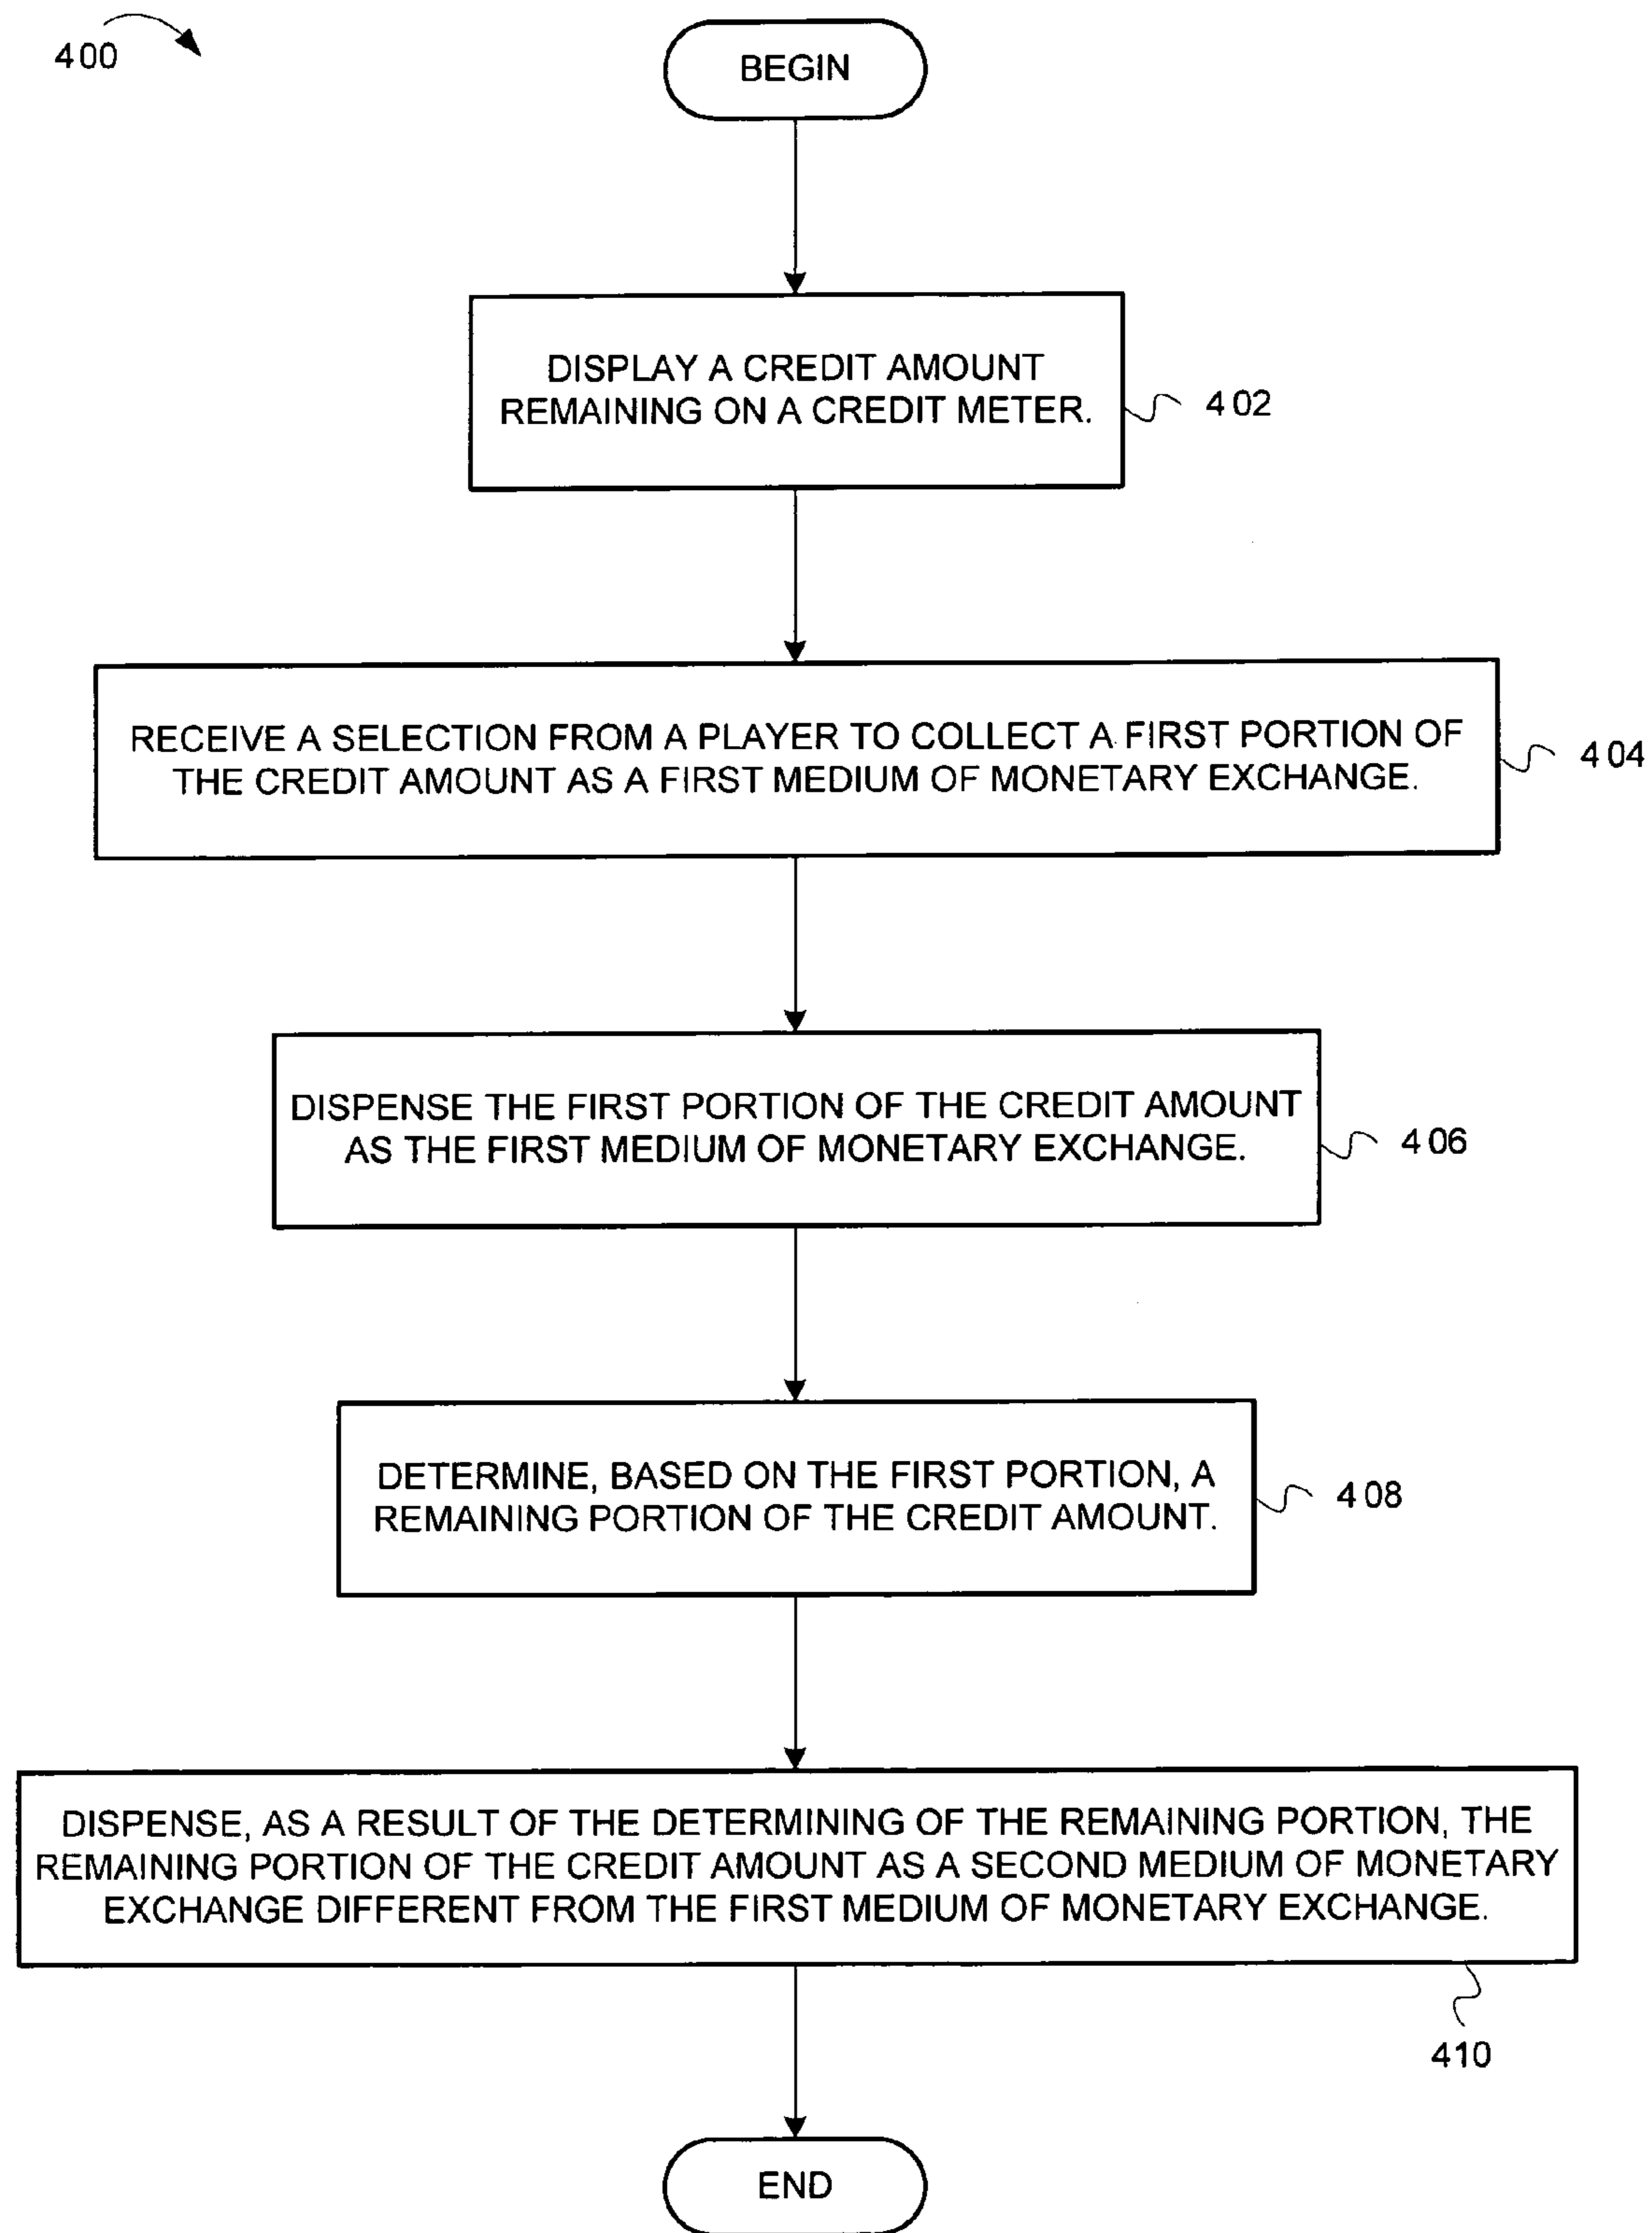 400
BEGIN
DISPLAY A CREDIT AMOUNT
REMAINING ON A CREDIT METER.
402
RECEIVE A SELECTION FROM A PLAYER TO COLLECT A FIRST PORTION OF
THE CREDIT AMOUNT AS A FIRST MEDIUM OF MONETARY EXCHANGE.
404
DISPENSE THE FIRST PORTION OF THE CREDIT AMOUNT
AS THE FIRST MEDIUM OF MONETARY EXCHANGE.
406
DETERMINE, BASED ON THE FIRST PORTION, A
REMAINING PORTION OF THE CREDIT AMOUNT.
408
DISPENSE, AS A RESULT OF THE DETERMINING OF THE REMAINING PORTION, THE
REMAINING PORTION OF THE CREDIT AMOUNT AS A SECOND MEDIUM OF MONETARY
EXCHANGE DIFFERENT FROM THE FIRST MEDIUM OF MONETARY EXCHANGE.
410
END